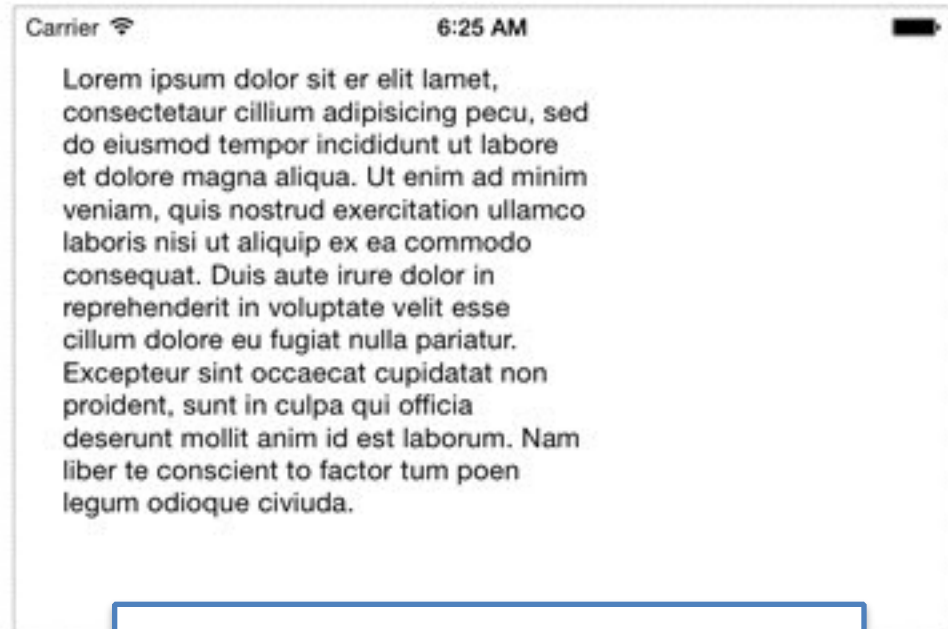 Carrier 6:25 AM
Lorem ipsum dolor sit er elit lamet,
consectetaur cillium adipisicing pecu, sed
do eiusmod tempor incididunt ut labore
et dolore magna aliqua. Ut enim ad minim
veniam, quis nostrud exercitation ullamco
laboris nisi ut aliquip ex ea commodo
consequat. Duis aute irure dolor in
reprehenderit in voluptate velit esse
cillum dolore eu fugiat nulla pariatur.
Excepteur sint occaecat cupidatat non
proident, sunt in culpa qui officia
deserunt mollit anim id est laborum. Nam
liber te conscient to factor tum poen
legum odioque civiuda.